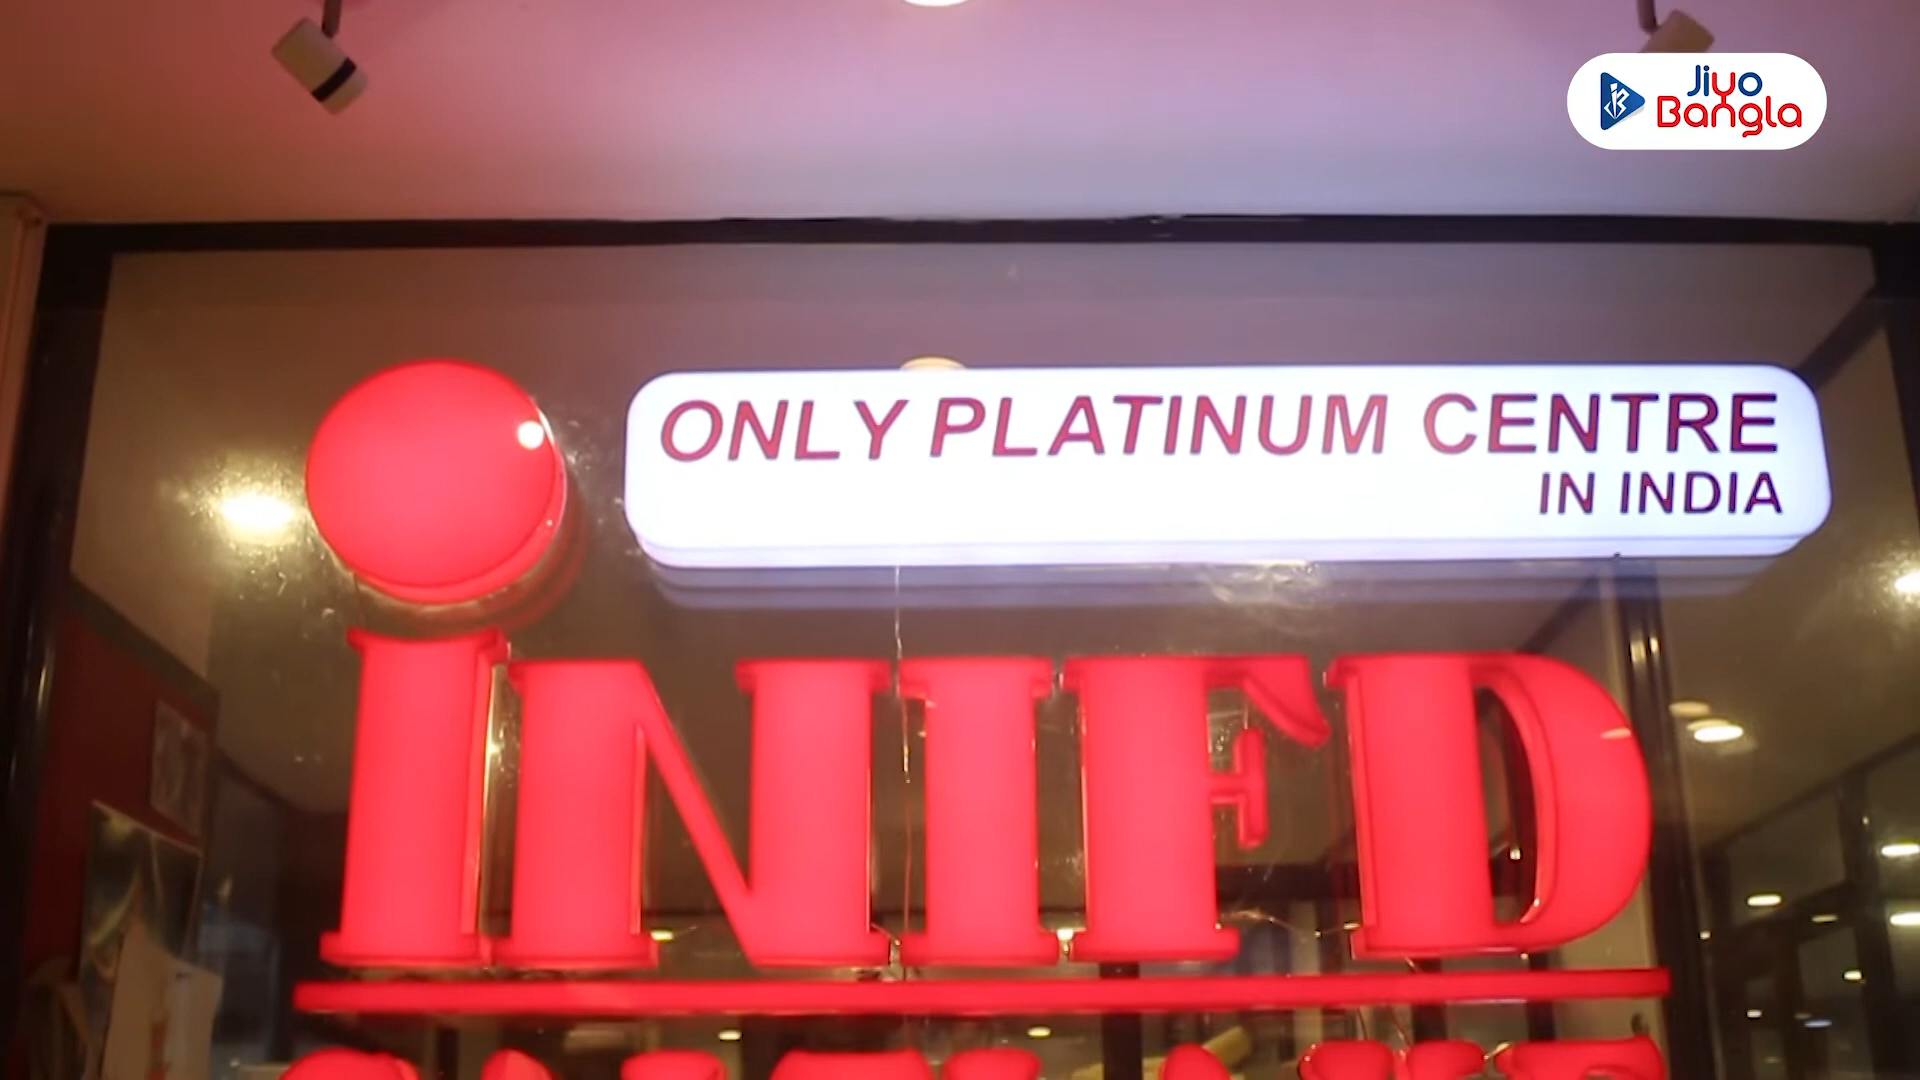 Jiyo
Bangla
ONLY PLATINUM CENTRE
IN INDIA
iNIFD